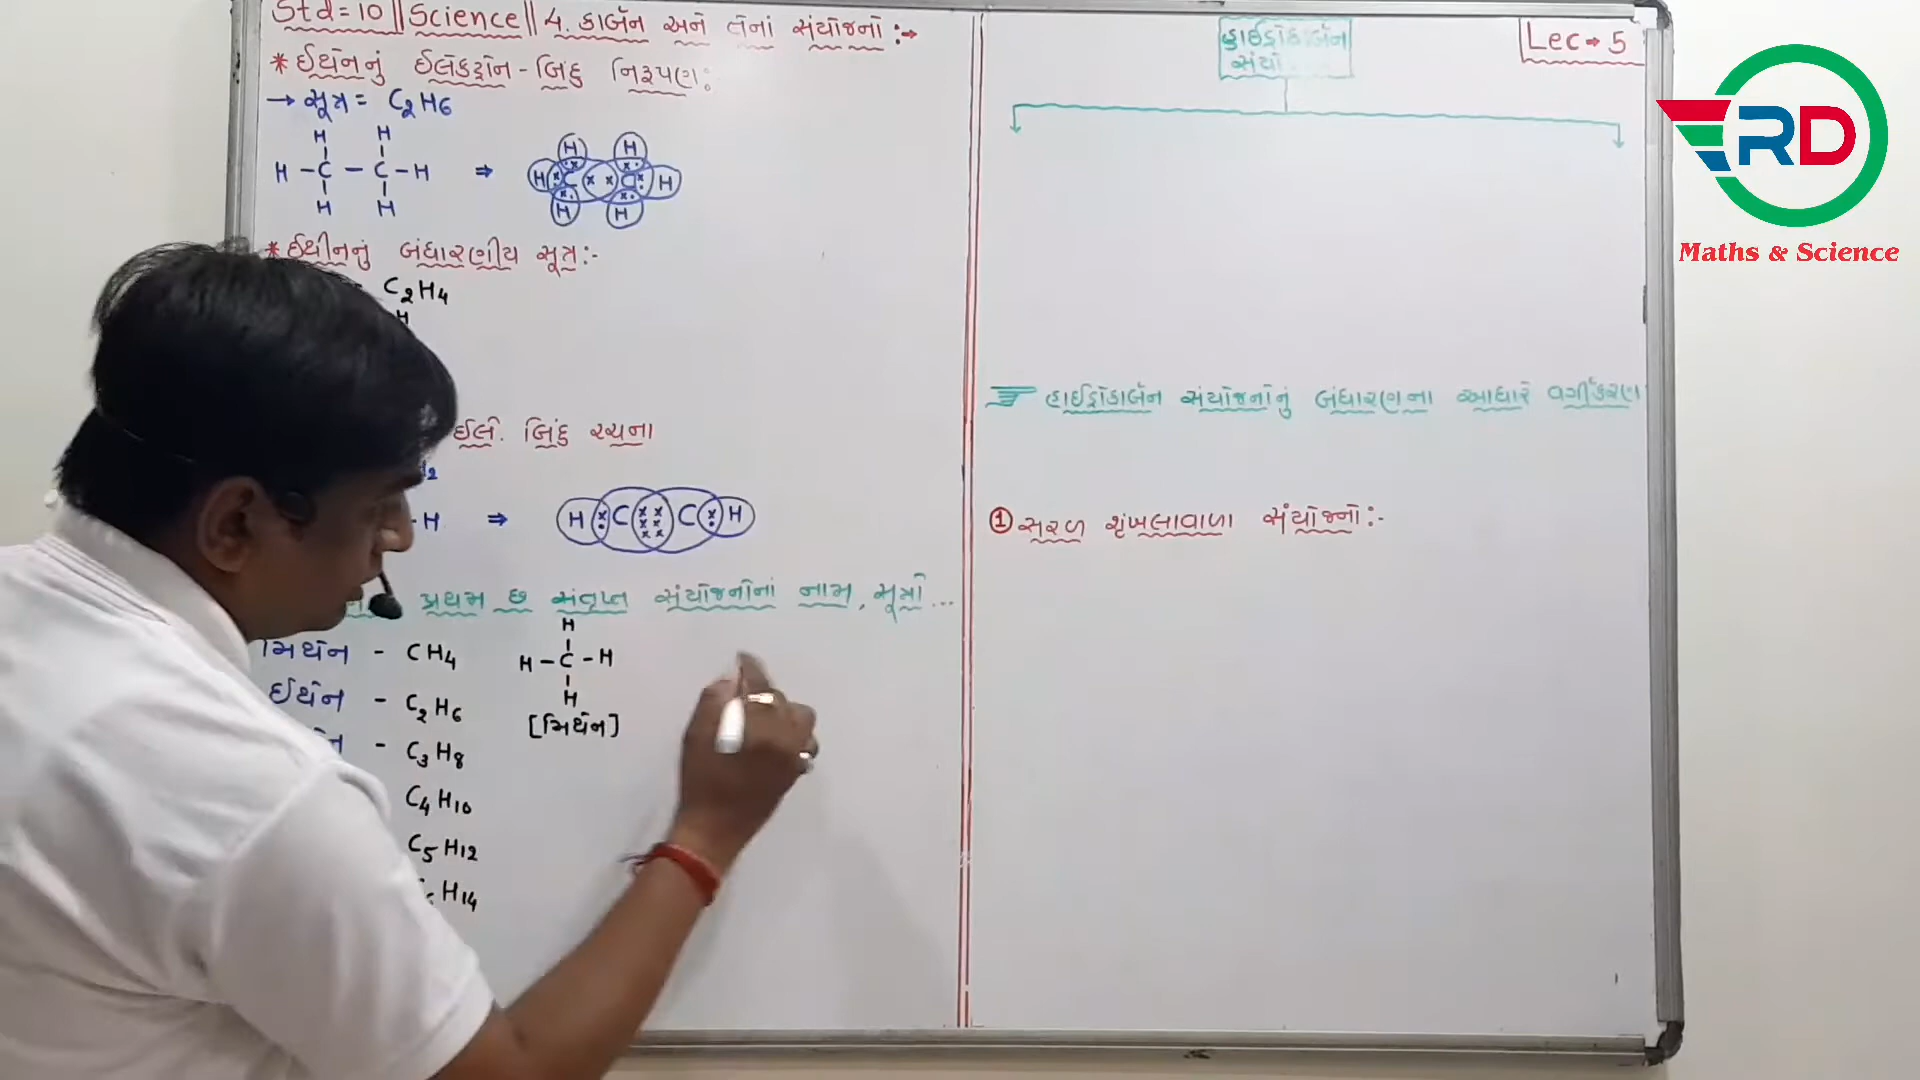 Std = 10 || Science || 4. કાર્બન અને તેનાં સંયોજનો :→
* ઈથેનનું ઈલેક્ટ્રોન - બિંદુ નિરૂપણ :
→ સૂત્ર = C2H6
H H
H – C – C – H ⇒ H C C H
H H
* ઈથીનનું બંધારણીય સૂત્ર :-
C2H4
H
ઈલે. બિંદુ રચના
- H ⇒ H C C H
પ્રથમ છ સંતૃપ્ત સંયોજનોનાં નામ, સૂત્રો ...
મિથેન - CH4
ઈથેન - C2H6
- C3H8
C4H10
C5H12
H14
H
H – C – H
H
[મિથેન]
Lec → 5
હાઈડ્રોકાર્બન
સંયો
હાઈડ્રોકાર્બન સંયોજનોનું બંધારણના આધારે વર્ગીકરણ
① સરળ શૃંખલાવાળા સંયોજનો :-
ERD
Maths & Science